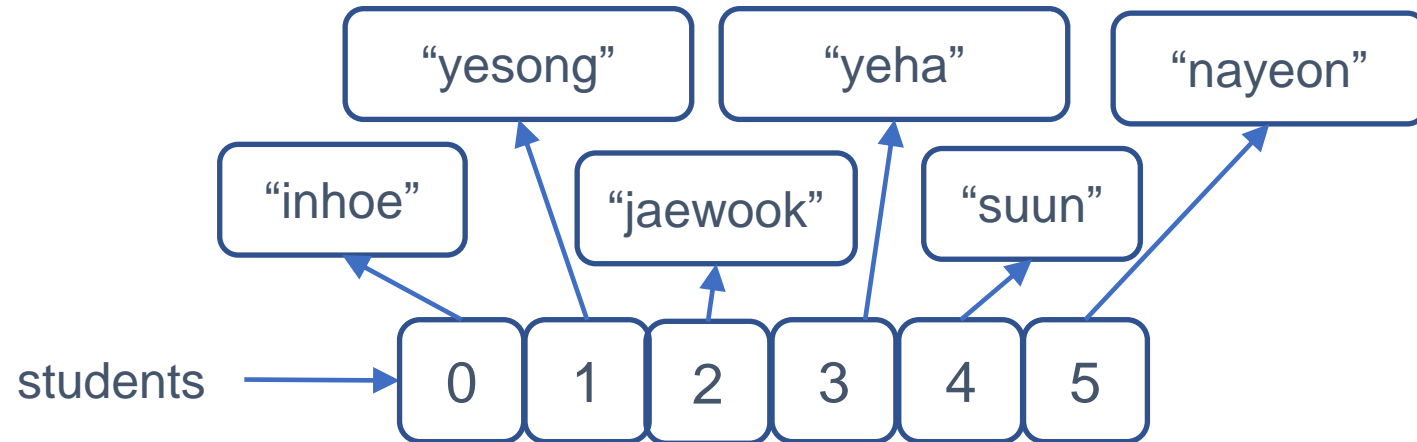 “yesong” “yeha” “nayeon”
“inhoe” “jaewook” “suun”
students 0 1 2 3 4 5